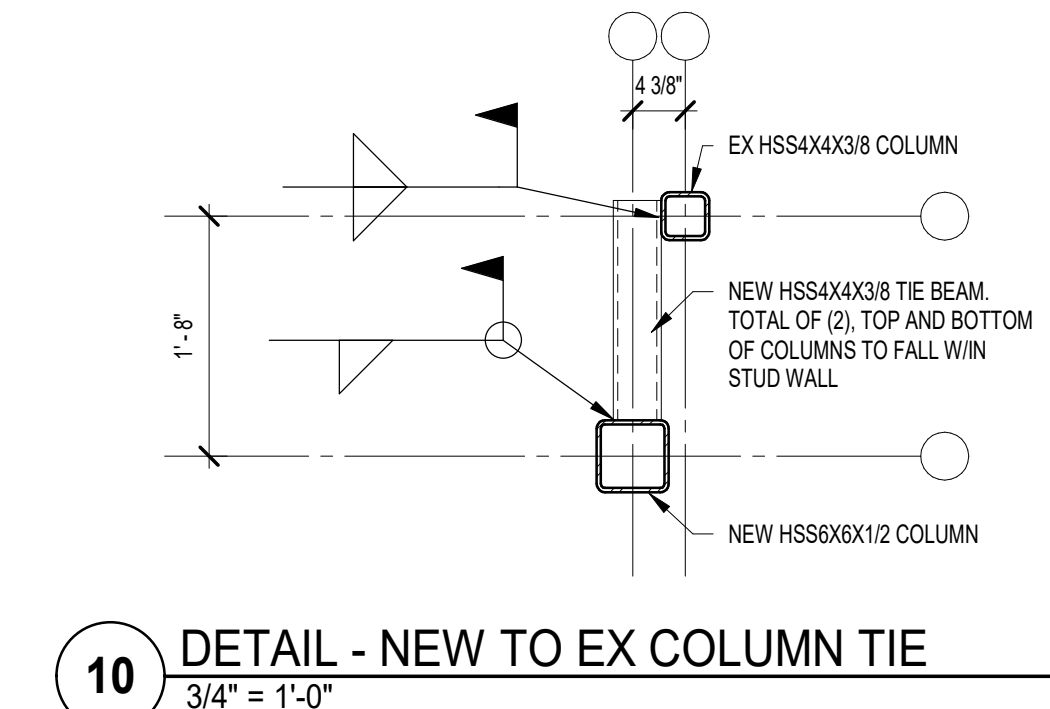 4 3/8"
EX HSS4X4X3/8 COLUMN
NEW HSS4X4X3/8 TIE BEAM.
TOTAL OF (2), TOP AND BOTTOM
OF COLUMNS TO FALL W/IN
STUD WALL
1' - 8"
NEW HSS6X6X1/2 COLUMN
10
DETAIL - NEW TO EX COLUMN TIE
3/4" = 1'-0"